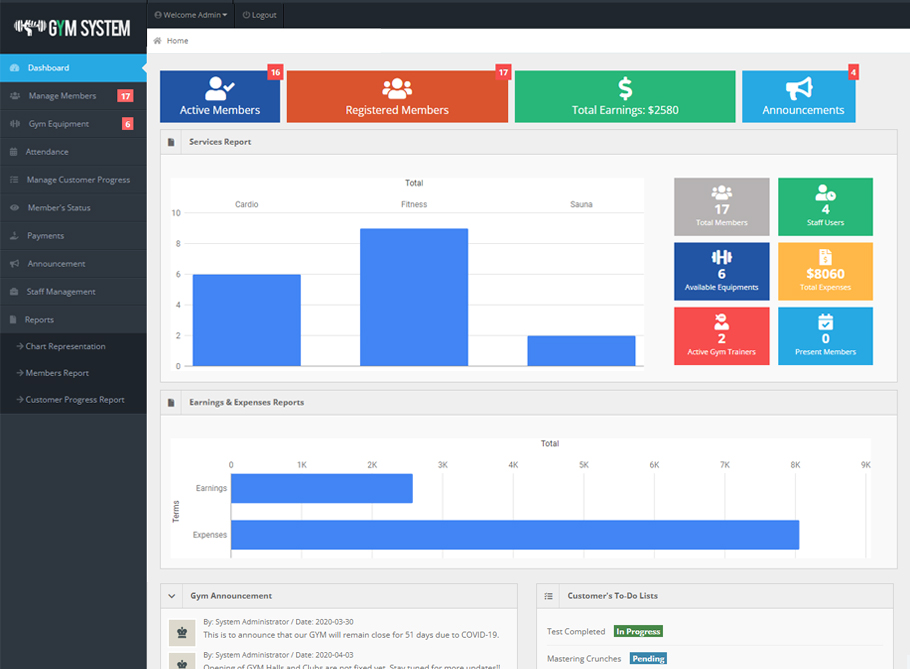 GYM SYSTEM
Welcome Admin
Logout
Home
Dashboard
Manage Members 17
Gym Equipment 6
Attendance
Manage Customer Progress
Member's Status
Payments
Announcement
Staff Management
Reports
Chart Representation
Members Report
Customer Progress Report
16
Active Members
17
Registered Members
$
Total Earnings: $2580
4
Announcements
Services Report
Total
Cardio Fitness Sauna
10
8
6
4
2
0
17
Total Members
4
Staff Users
6
Available Equipments
$8060
Total Expenses
2
Active Gym Trainers
0
Present Members
Earnings & Expenses Reports
Total
0 1K 2K 3K 4K 5K 6K 7K 8K 9K
Terms
Earnings
Expenses
Gym Announcement
By: System Administrator / Date: 2020-03-30
This is to announce that our GYM will remain close for 51 days due to COVID-19.
By: System Administrator / Date: 2020-04-03
Opening of GYM Halls and Clubs are not fixed yet. Stay tuned for more updates!!
Customer's To-Do Lists
Test Completed In Progress
Mastering Crunches Pending